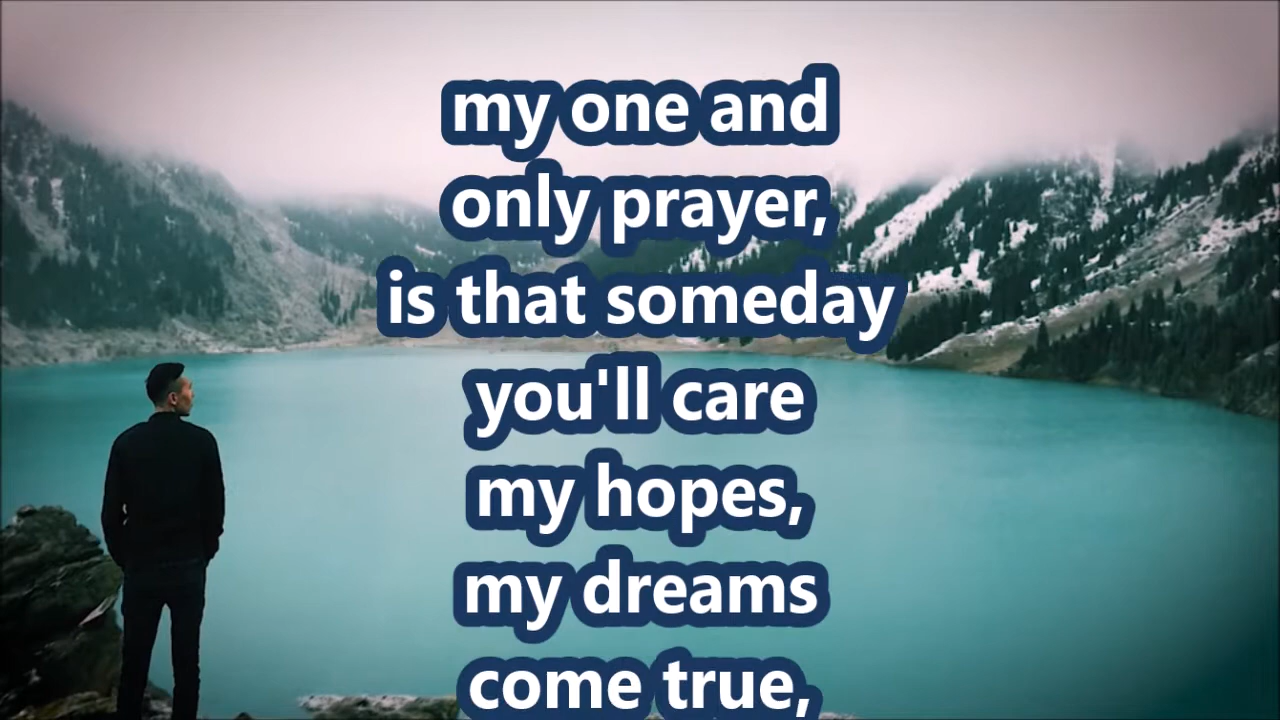 my one and
only prayer,
is that someday
you'll care
my hopes,
my dreams
come true,